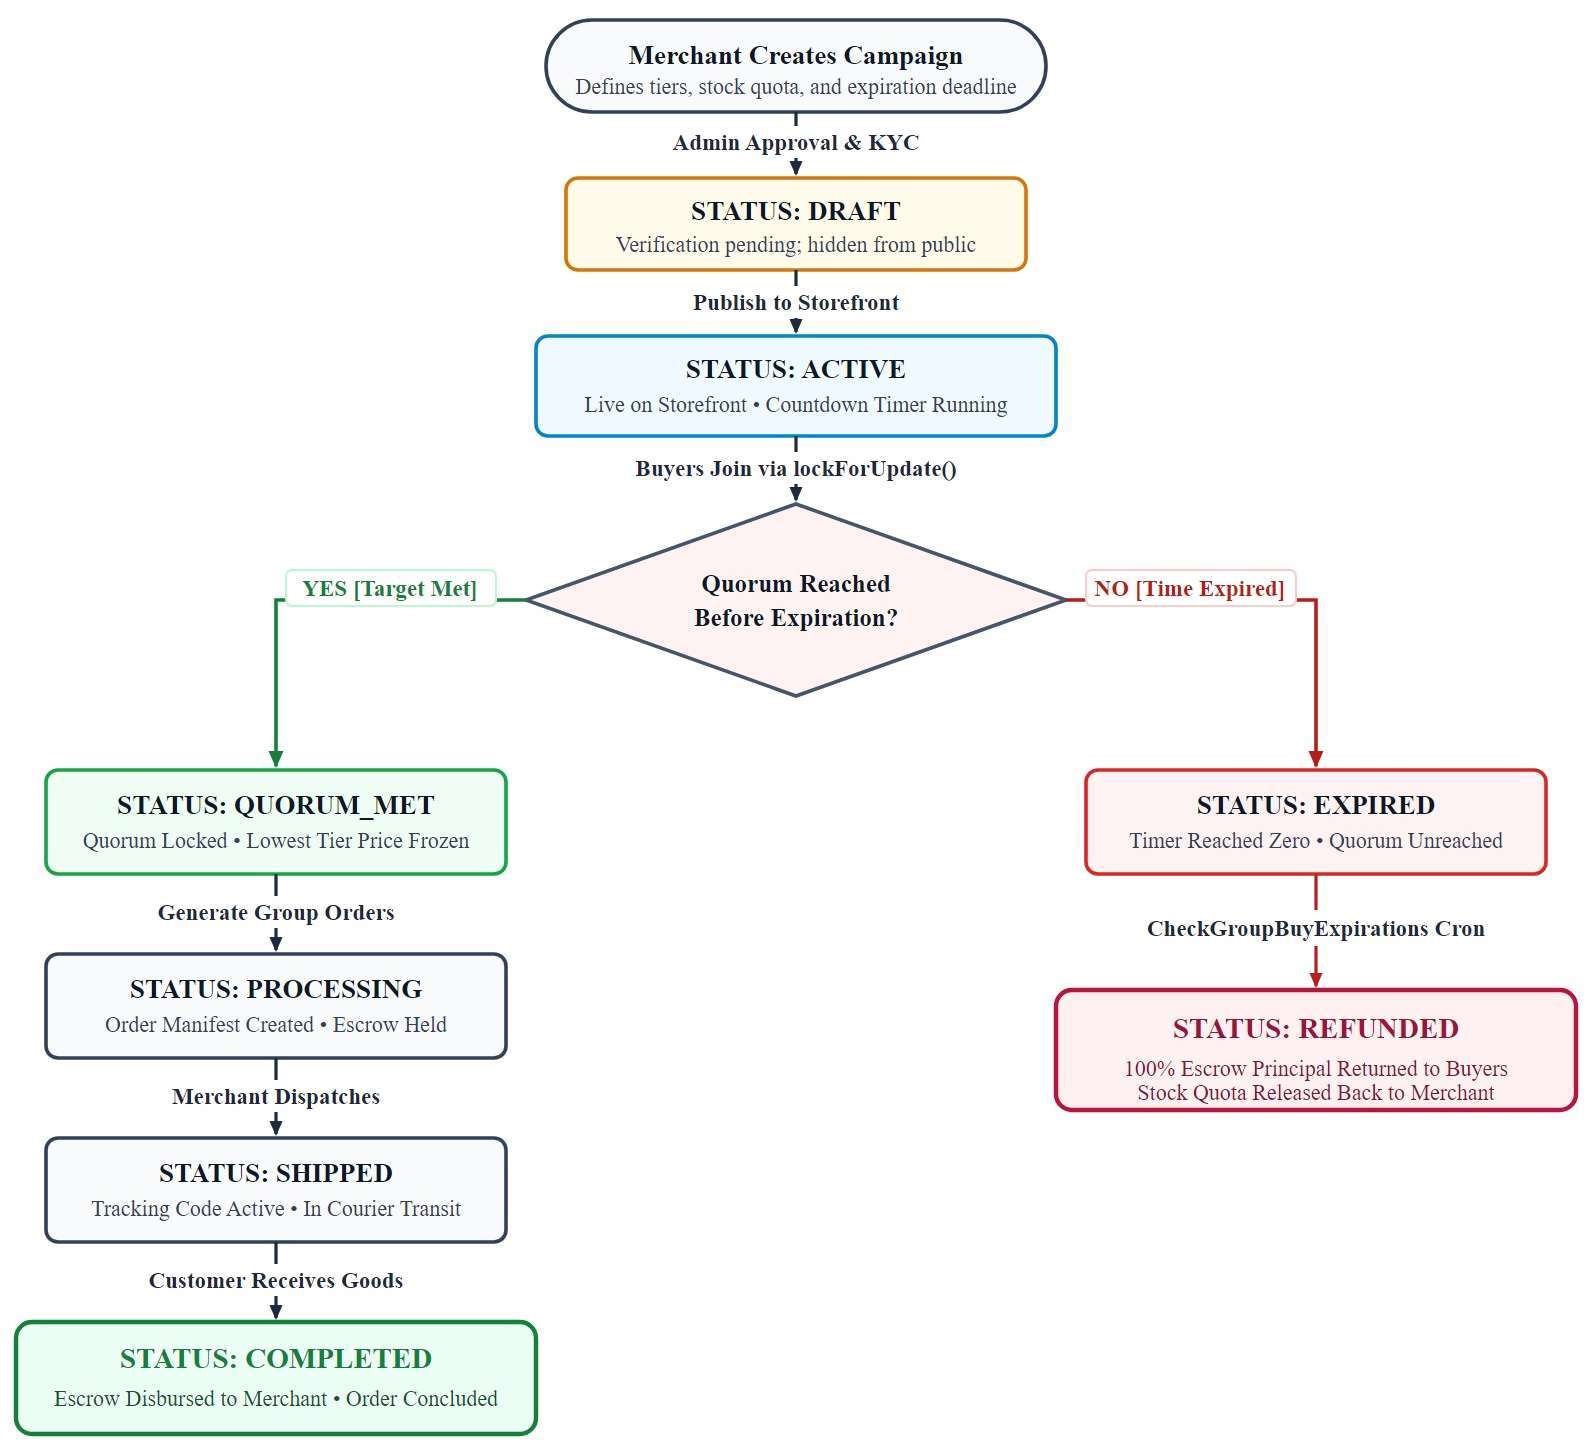 Merchant Creates Campaign
Defines tiers, stock quota, and expiration deadline
Admin Approval & KYC
STATUS: DRAFT
Verification pending; hidden from public
Publish to Storefront
STATUS: ACTIVE
Live on Storefront • Countdown Timer Running
Buyers Join via lockForUpdate()
Quorum Reached
Before Expiration?
YES [Target Met]
NO [Time Expired]
STATUS: QUORUM_MET
Quorum Locked • Lowest Tier Price Frozen
Generate Group Orders
STATUS: PROCESSING
Order Manifest Created • Escrow Held
Merchant Dispatches
STATUS: SHIPPED
Tracking Code Active • In Courier Transit
Customer Receives Goods
STATUS: COMPLETED
Escrow Disbursed to Merchant • Order Concluded
STATUS: EXPIRED
Timer Reached Zero • Quorum Unreached
CheckGroupBuyExpirations Cron
STATUS: REFUNDED
100% Escrow Principal Returned to Buyers
Stock Quota Released Back to Merchant